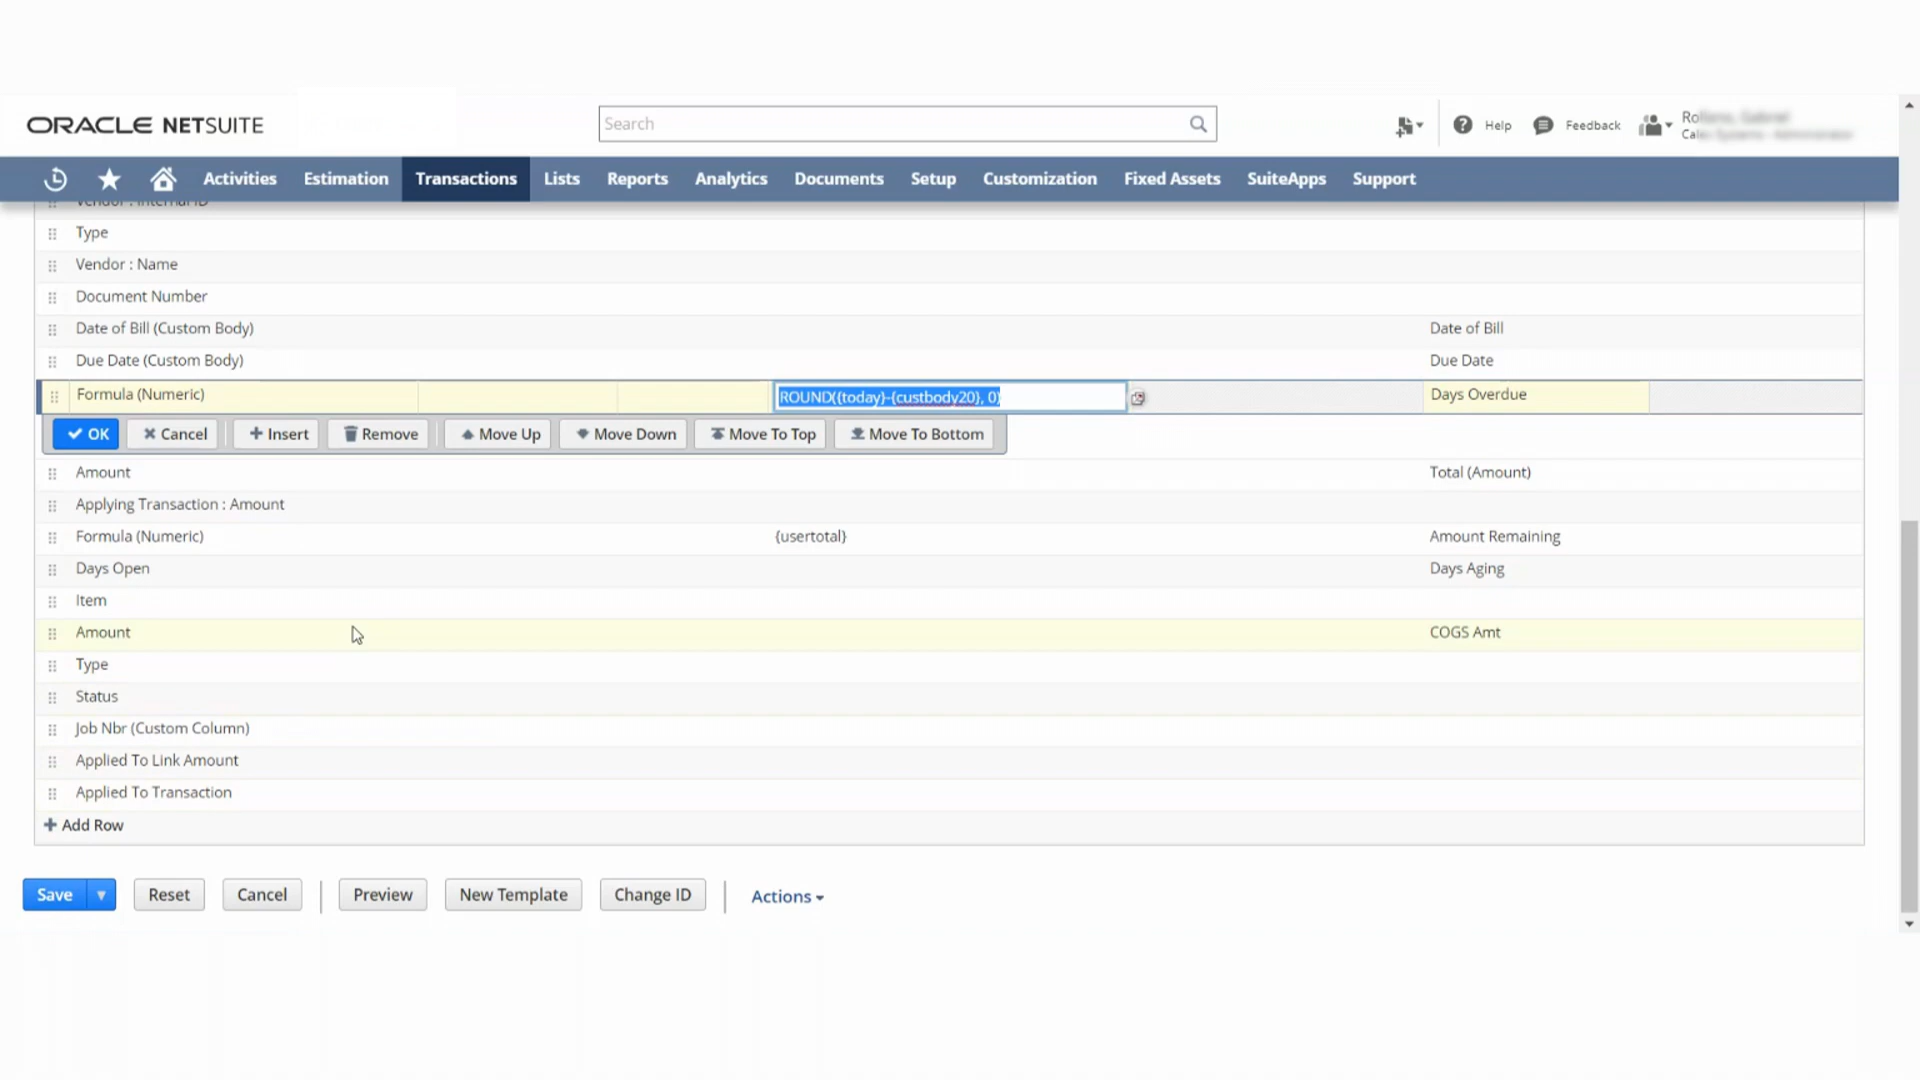 ORACLE NETSUITE
Search
Help
Feedback
Activities
Estimation
Transactions
Lists
Reports
Analytics
Documents
Setup
Customization
Fixed Assets
SuiteApps
Support
Vendor : Internal ID
Type
Vendor : Name
Document Number
Date of Bill (Custom Body) Date of Bill
Due Date (Custom Body) Due Date
Formula (Numeric) ROUND({today}-{custbody20}, 0) Days Overdue
OK
Cancel
Insert
Remove
Move Up
Move Down
Move To Top
Move To Bottom
Amount Total (Amount)
Applying Transaction : Amount
Formula (Numeric) {usertotal} Amount Remaining
Days Open Days Aging
Item
Amount COGS Amt
Type
Status
Job Nbr (Custom Column)
Applied To Link Amount
Applied To Transaction
Add Row
Save
Reset
Cancel
Preview
New Template
Change ID
Actions